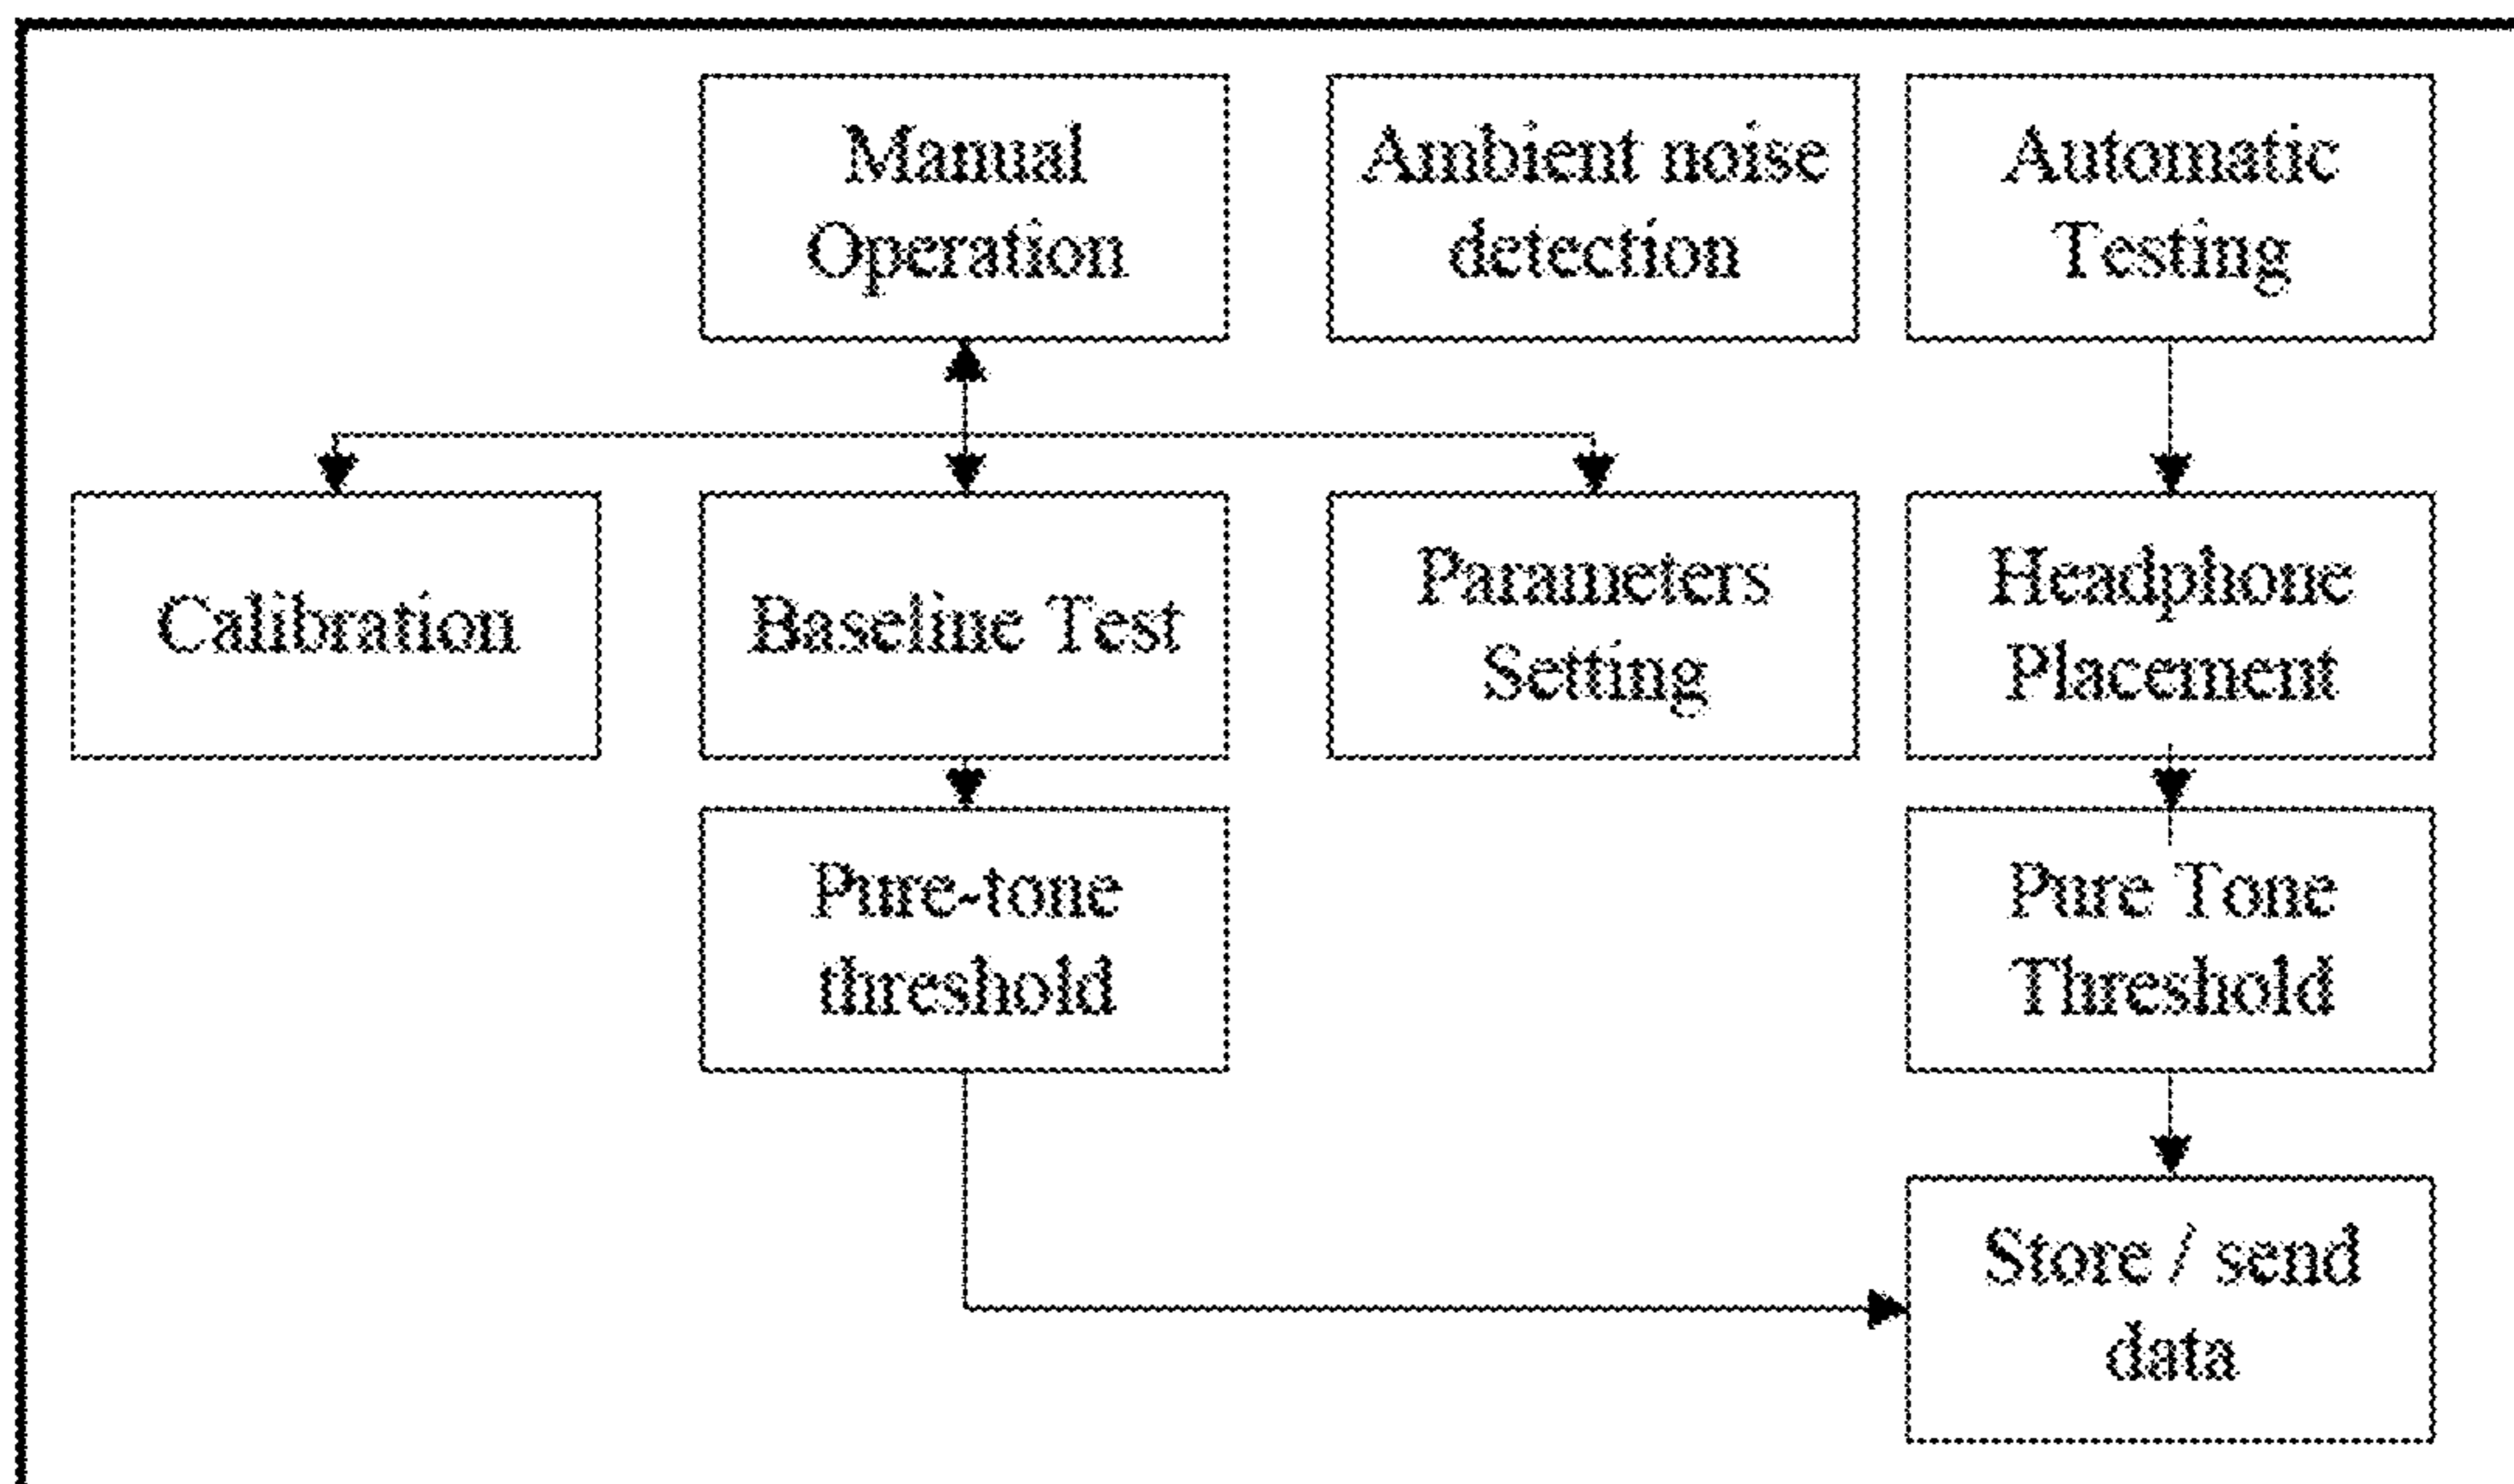 Manual
Operation
Ambient noise
detection
Automatic
Testing
Calibration
Baseline Test
Parameters
Setting
Headphone
Placement
Pure-tone
threshold
Pure Tone
Threshold
Store / send
data